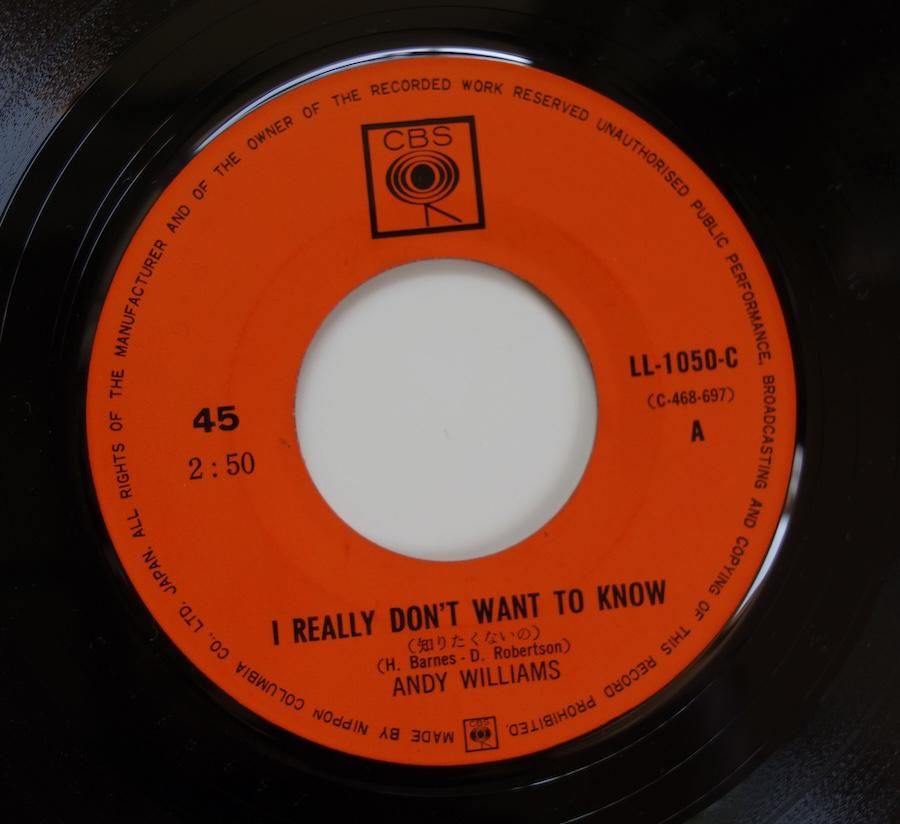 CBS
45
2:50
LL-1050-C
(C-468-697)
A
I REALLY DON'T WANT TO KNOW
(知りたくないの)
(H. Barnes - D. Robertson)
ANDY WILLIAMS
MADE BY NIPPON COLUMBIA CO., LTD. JAPAN. ALL RIGHTS OF THE MANUFACTURER AND OF THE OWNER OF THE RECORDED WORK RESERVED UNAUTHORISED PUBLIC PERFORMANCE, BROADCASTING AND COPYING OF THIS RECORD PROHIBITED.
CBS